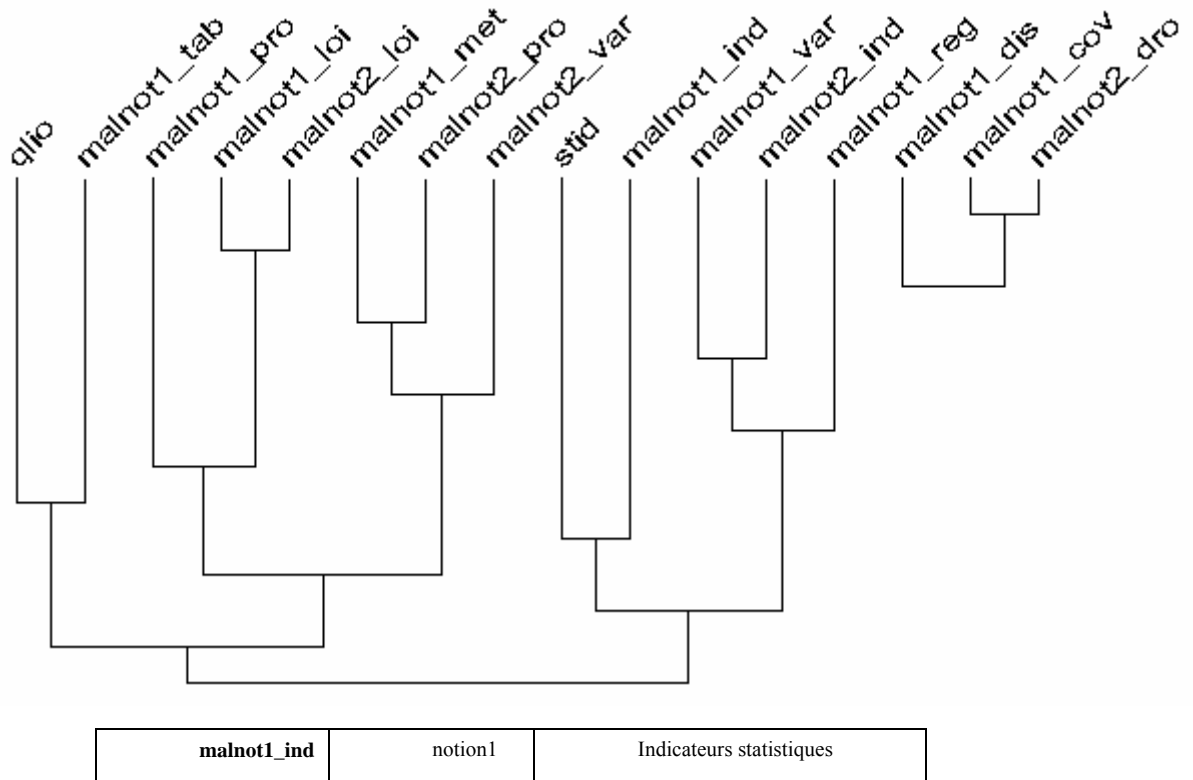 qlio
malnot1_tab
malnot1_pro
malnot1_loi
malnot2_loi
malnot1_met
malnot2_pro
malnot2_var
stid
malnot1_ind
malnot1_var
malnot2_ind
malnot1_reg
malnot1_dis
malnot1_cov
malnot2_dro
malnot1_ind notion1 Indicateurs statistiques